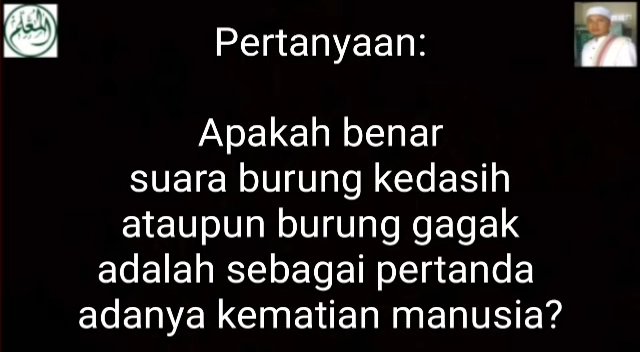 Pertanyaan:
Apakah benar
suara burung kedasih
ataupun burung gagak
adalah sebagai pertanda
adanya kematian manusia?